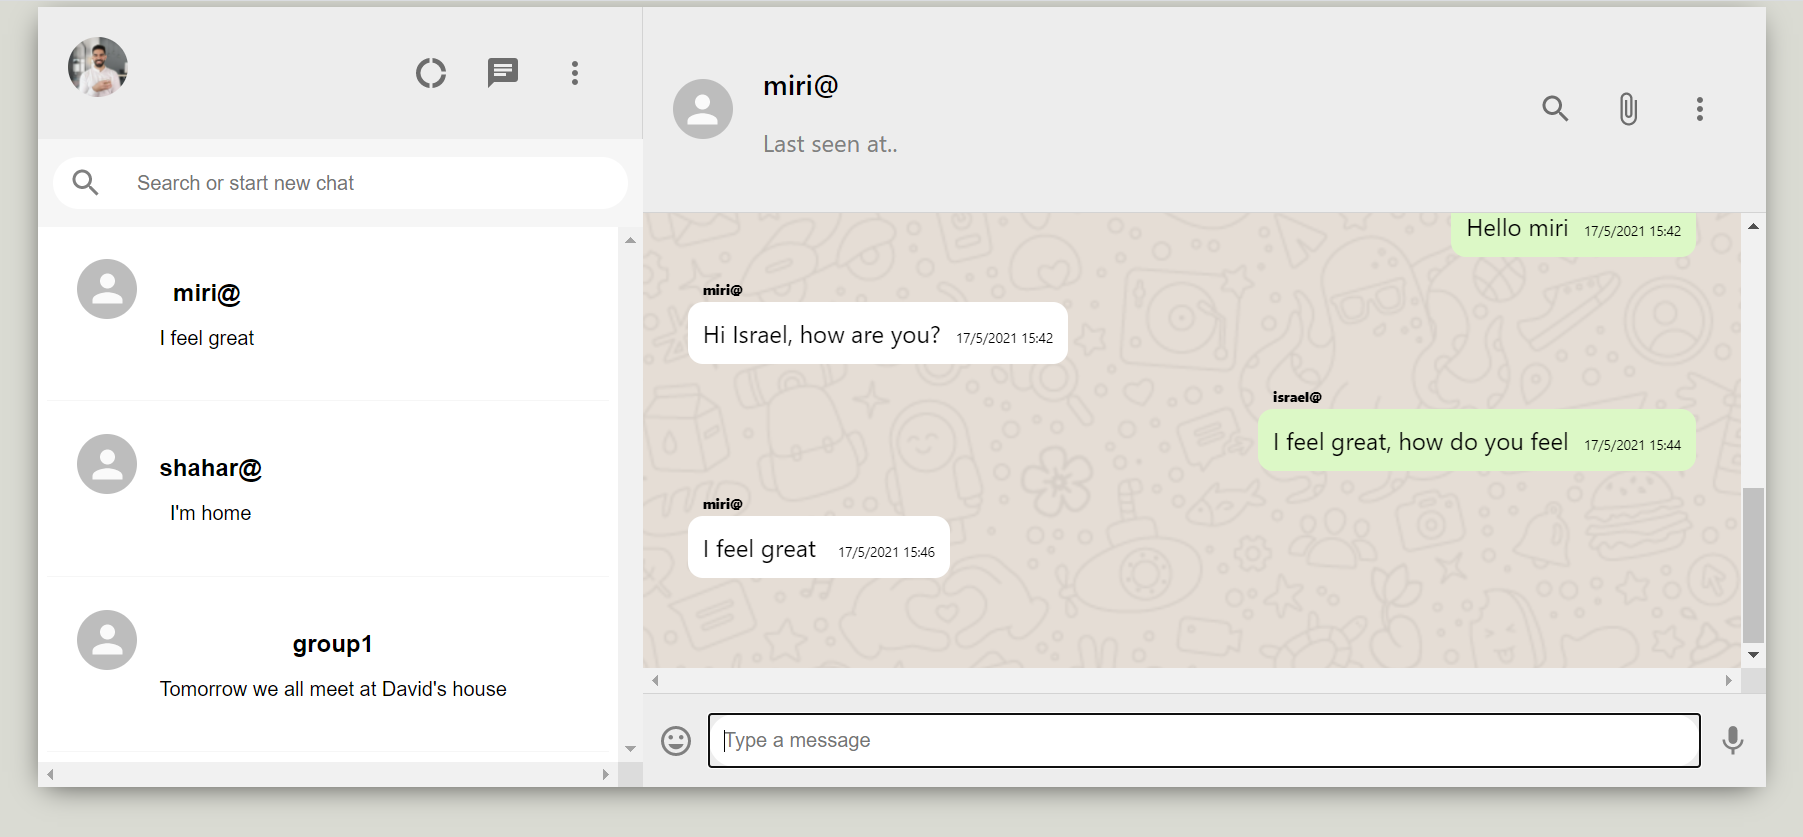 Search or start new chat
miri@
I feel great
shahar@
I'm home
group1
Tomorrow we all meet at David's house
miri@
Last seen at..
Hello miri 17/5/2021 15:42
miri@
Hi Israel, how are you? 17/5/2021 15:42
israel@
I feel great, how do you feel 17/5/2021 15:44
miri@
I feel great 17/5/2021 15:46
Type a message